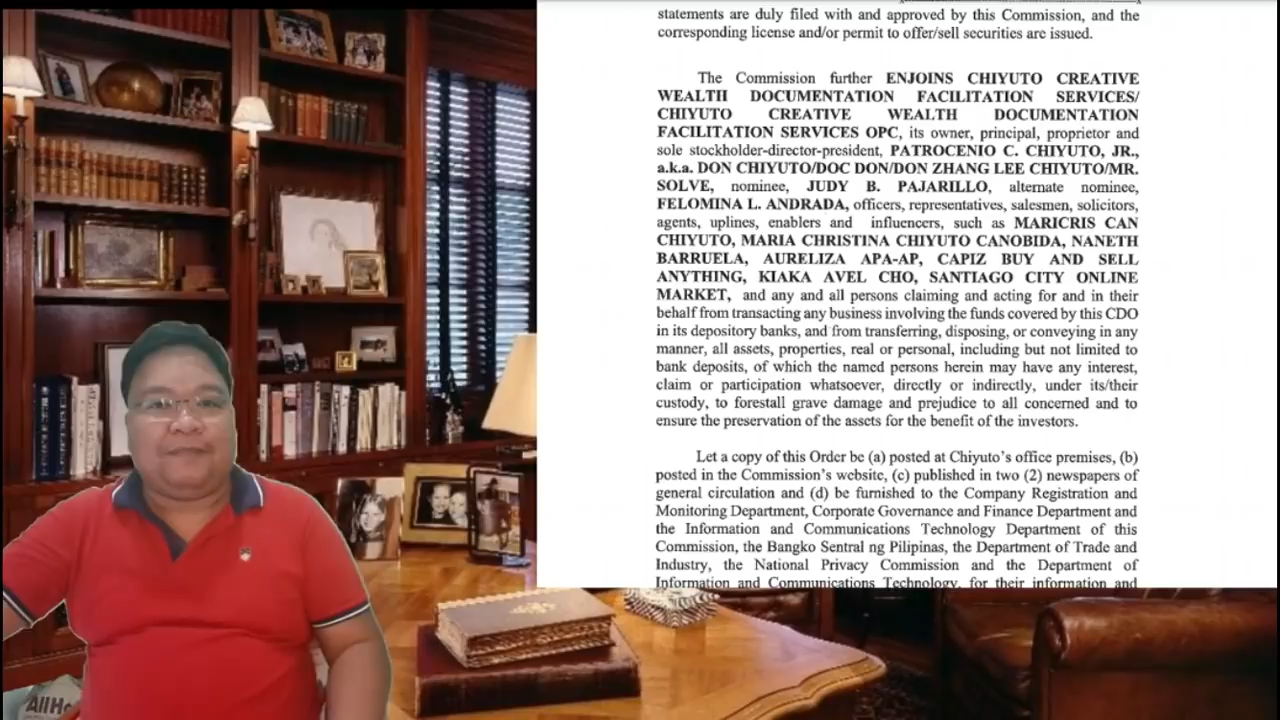 statements are duly filed with and approved by this Commission, and the
corresponding license and/or permit to offer/sell securities are issued.
The Commission further ENJOINS CHIYUTO CREATIVE
WEALTH DOCUMENTATION FACILITATION SERVICES/
CHIYUTO CREATIVE WEALTH DOCUMENTATION
FACILITATION SERVICES OPC, its owner, principal, proprietor and
sole stockholder-director-president, PATROCENIO C. CHIYUTO, JR.,
a.k.a. DON CHIYUTO/DOC DON/DON ZHANG LEE CHIYUTO/MR.
SOLVE, nominee, JUDY B. PAJARILLO, alternate nominee,
FELOMINA L. ANDRADA, officers, representatives, salesmen, solicitors,
agents, uplines, enablers and influencers, such as MARICRIS CAN
CHIYUTO, MARIA CHRISTINA CHIYUTO CANOBIDA, NANETH
BARRUELA, AURELIZA APA-AP, CAPIZ BUY AND SELL
ANYTHING, KIAKA AVEL CHO, SANTIAGO CITY ONLINE
MARKET, and any and all persons claiming and acting for and in their
behalf from transacting any business involving the funds covered by this CDO
in its depository banks, and from transferring, disposing, or conveying in any
manner, all assets, properties, real or personal, including but not limited to
bank deposits, of which the named persons herein may have any interest,
claim or participation whatsoever, directly or indirectly, under its/their
custody, to forestall grave damage and prejudice to all concerned and to
ensure the preservation of the assets for the benefit of the investors.
Let a copy of this Order be (a) posted at Chiyuto's office premises, (b)
posted in the Commission's website, (c) published in two (2) newspapers of
general circulation and (d) be furnished to the Company Registration and
Monitoring Department, Corporate Governance and Finance Department and
the Information and Communications Technology Department of this
Commission, the Bangko Sentral ng Pilipinas, the Department of Trade and
Industry, the National Privacy Commission and the Department of
Information and Communications Technology, for their information and